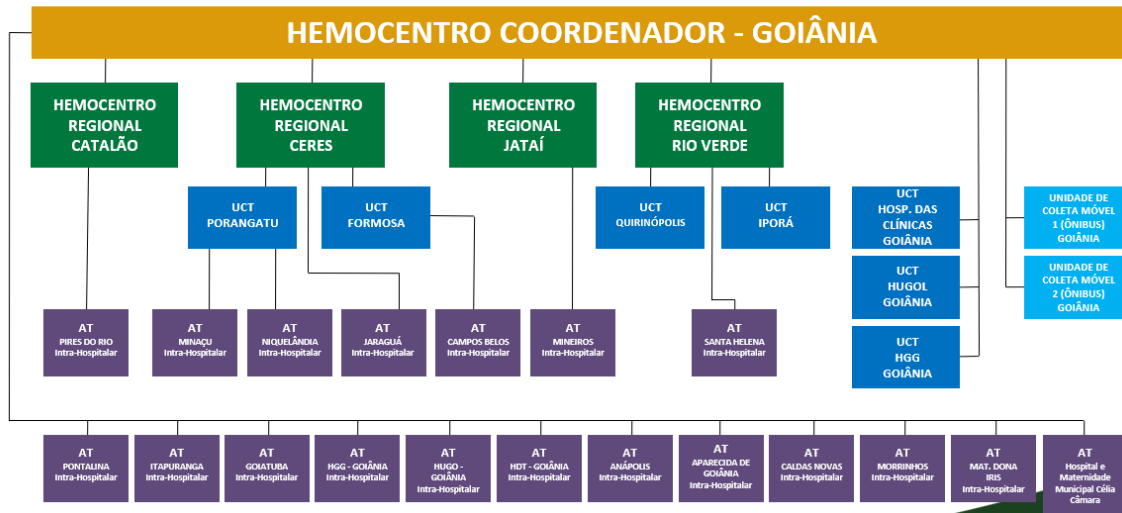 HEMOCENTRO COORDENADOR - GOIÂNIA
HEMOCENTRO
REGIONAL
CATALÃO
HEMOCENTRO
REGIONAL
CERES
HEMOCENTRO
REGIONAL
JATAÍ
HEMOCENTRO
REGIONAL
RIO VERDE
UCT
PORANGATU
UCT
FORMOSA
UCT
QUIRINÓPOLIS
UCT
IPORÁ
UCT
HOSP. DAS
CLÍNICAS
GOIÂNIA
UNIDADE DE
COLETA MÓVEL
1 (ÔNIBUS)
GOIÂNIA
UCT
HUGOL
GOIÂNIA
UNIDADE DE
COLETA MÓVEL
2 (ÔNIBUS)
GOIÂNIA
UCT
HGG
GOIÂNIA
AT
PIRES DO RIO
Intra-Hospitalar
AT
MINAÇU
Intra-Hospitalar
AT
NIQUELÂNDIA
Intra-Hospitalar
AT
JARAGUÁ
Intra-Hospitalar
AT
CAMPOS BELOS
Intra-Hospitalar
AT
MINEIROS
Intra-Hospitalar
AT
SANTA HELENA
Intra-Hospitalar
AT
PONTALINA
Intra-Hospitalar
AT
ITAPURANGA
Intra-Hospitalar
AT
GOIATUBA
Intra-Hospitalar
AT
HGG - GOIÂNIA
Intra-Hospitalar
AT
HUGO -
GOIÂNIA
Intra-Hospitalar
AT
HDT - GOIÂNIA
Intra-Hospitalar
AT
ANÁPOLIS
Intra-Hospitalar
AT
APARECIDA DE
GOIÂNIA
Intra-Hospitalar
AT
CALDAS NOVAS
Intra-Hospitalar
AT
MORRINHOS
Intra-Hospitalar
AT
MAT. DONA
IRIS
Intra-Hospitalar
AT
Hospital e
Maternidade
Municipal Célia
Câmara